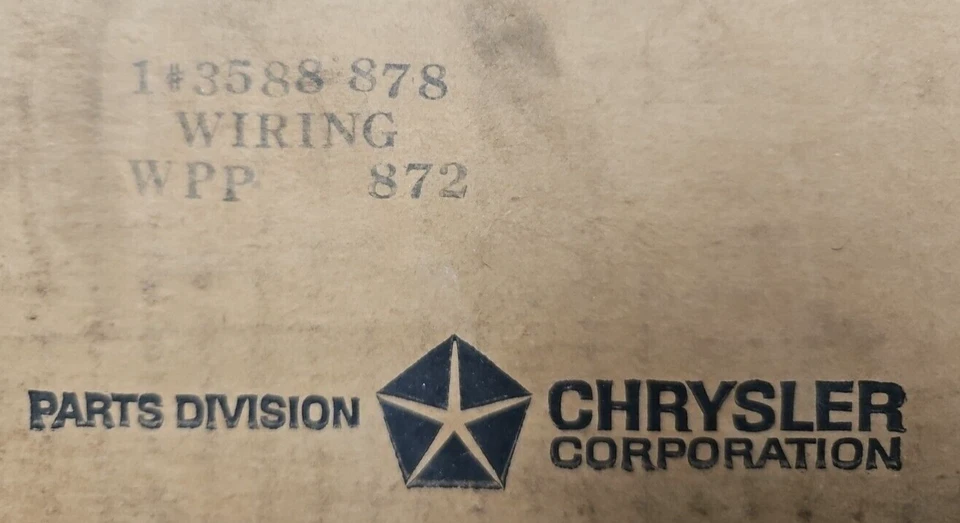 1#3588 878
WIRING
WPP 872
PARTS DIVISION
CHRYSLER
CORPORATION